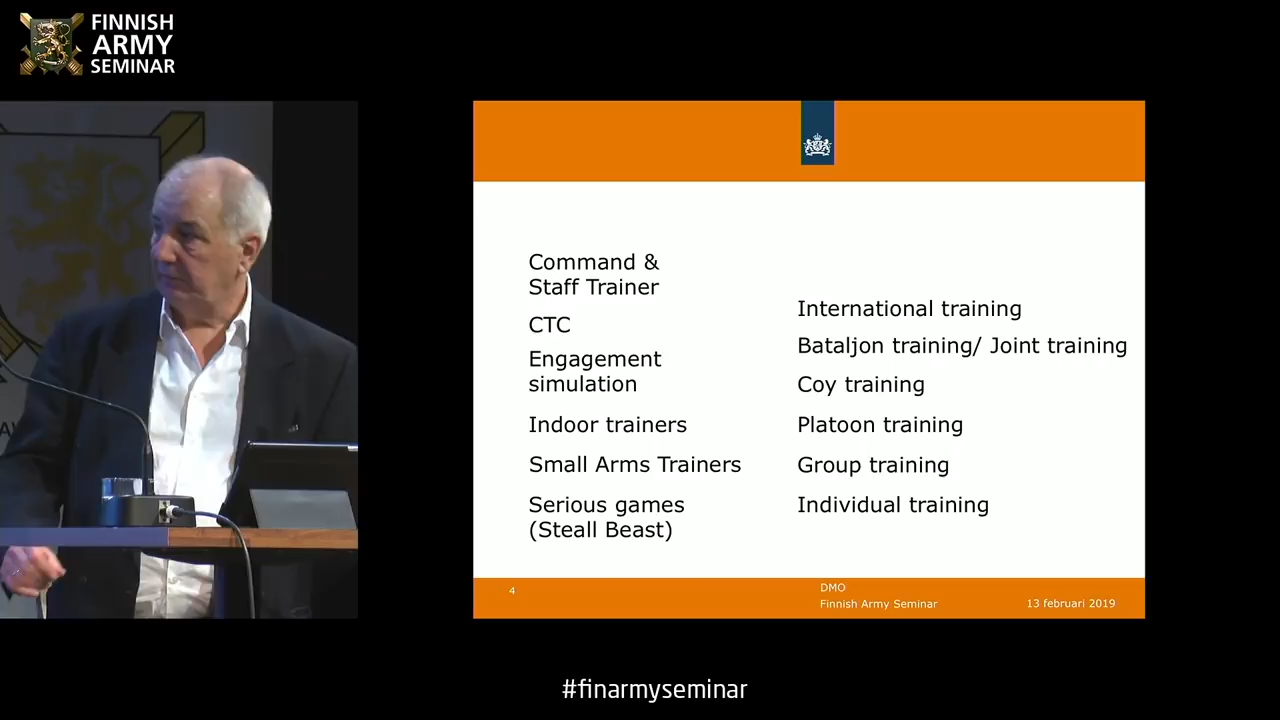 FINNISH
ARMY
SEMINAR
Command &
Staff Trainer
CTC
Engagement
simulation
Indoor trainers
Small Arms Trainers
Serious games
(Steall Beast)
International training
Bataljon training/ Joint training
Coy training
Platoon training
Group training
Individual training
4
DMO
Finnish Army Seminar
13 februari 2019
#finarmyseminar